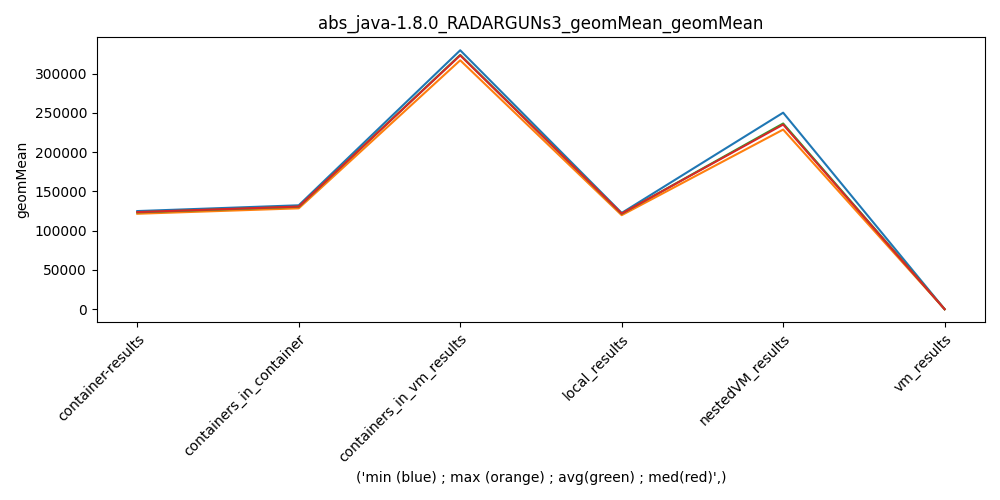 abs_java-1.8.0_RADARGUNs3_geomMean_geomMean
geomMean
300000
250000
200000
150000
100000
50000
0
container-results
containers_in_container
containers_in_vm_results
local_results
nestedVM_results
vm_results
('min (blue) ; max (orange) ; avg(green) ; med(red)',)